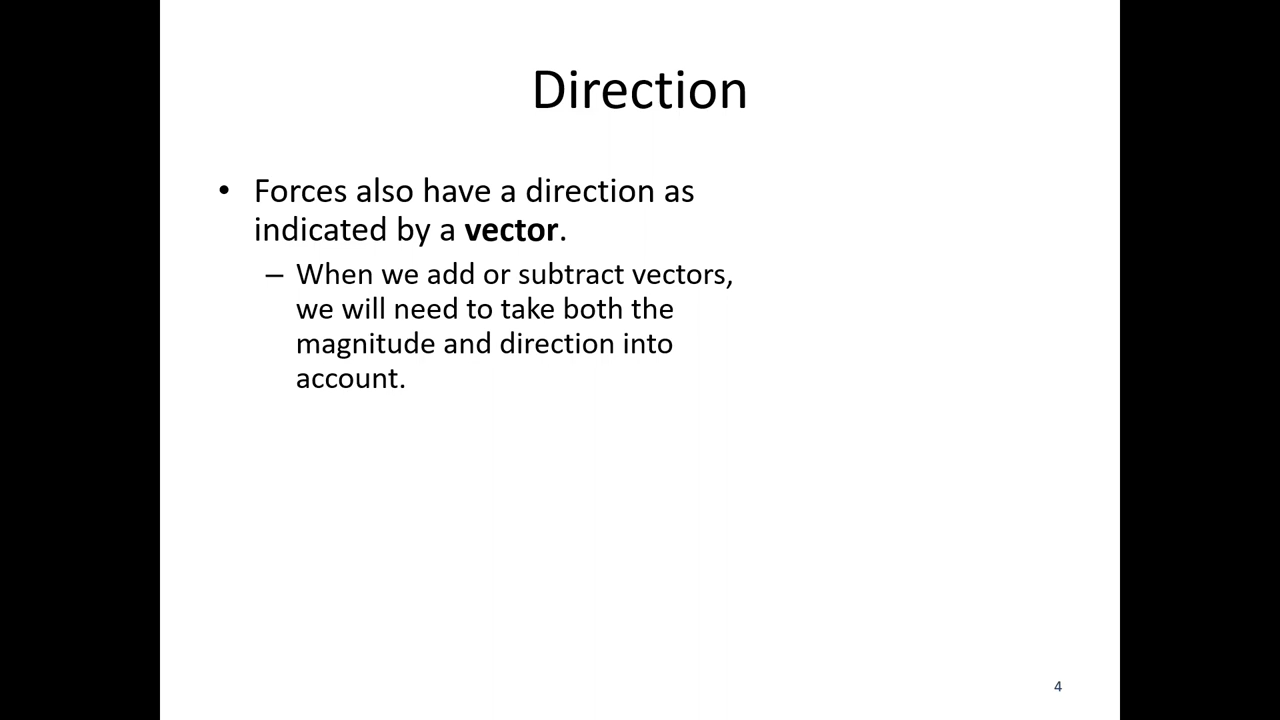 Direction
• Forces also have a direction as
indicated by a vector.
– When we add or subtract vectors,
we will need to take both the
magnitude and direction into
account.
4